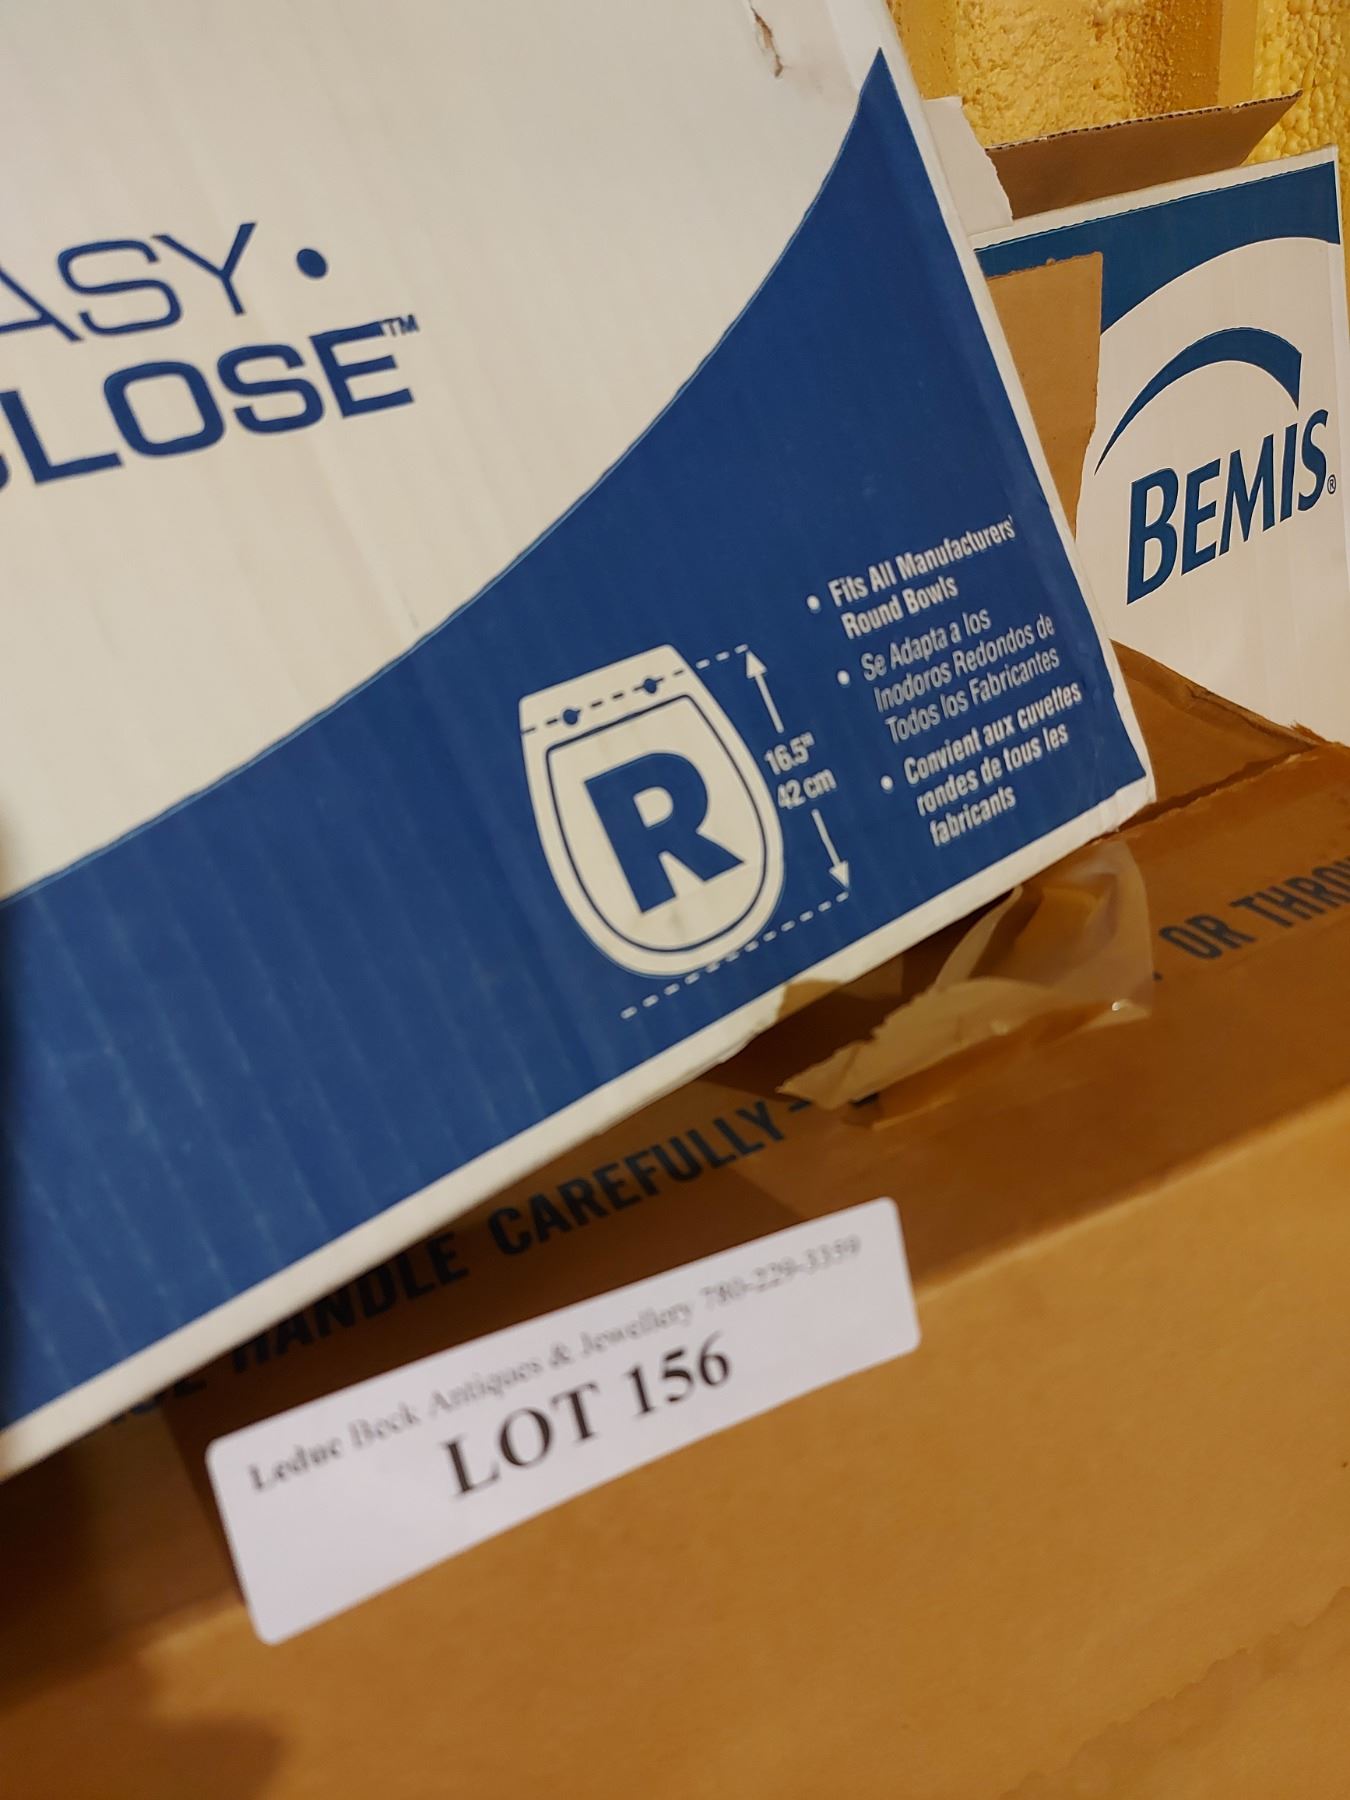 ASY•
LOSE™
BEMIS®
• Fits All Manufacturers'
Round Bowls
• Se Adapta a los
Inodoros Redondos de
Todos los Fabricantes
• Convient aux cuvettes
rondes de tous les
fabricants
R
16.5"
42 cm
OR THRO
HANDLE CAREFULLY-
Leduc Beck Antiques & Jewellery 780-229-3359
LOT 156